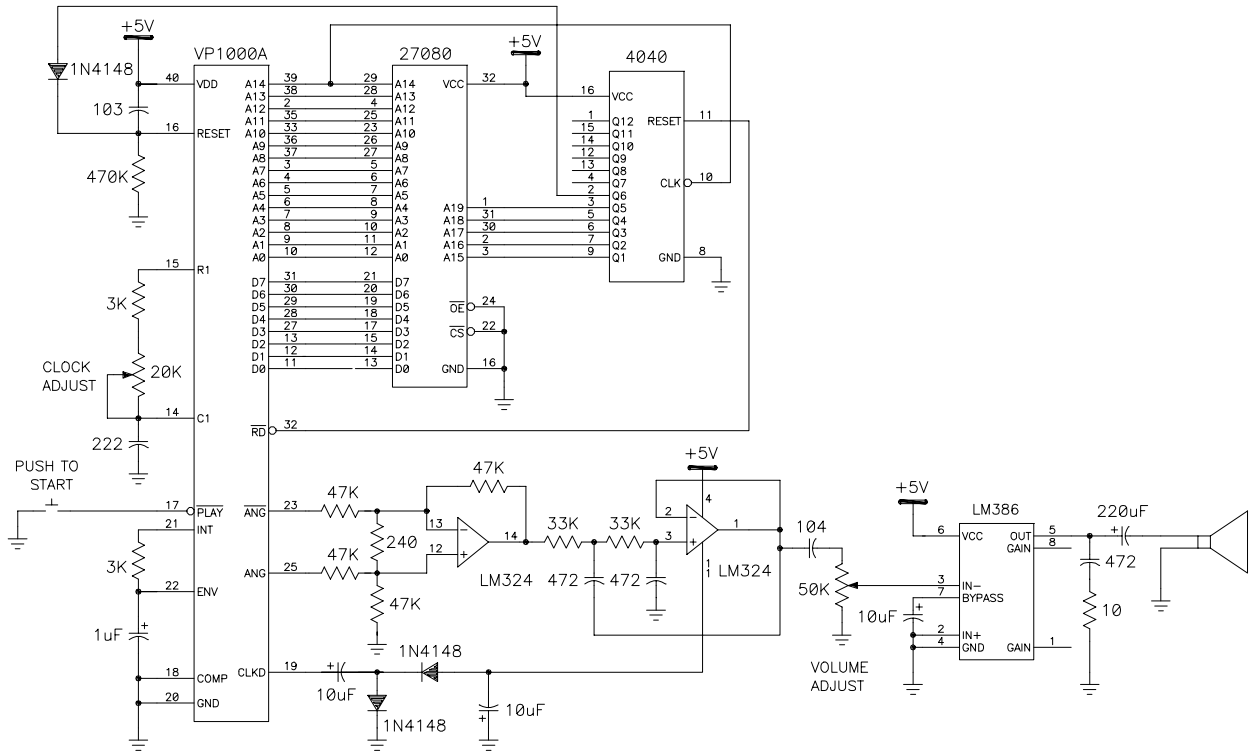 +5V
1N4148
103
470K
3K
CLOCK
ADJUST
20K
222
PUSH TO
START
3K
1uF
VP1000A
40 VDD
16 RESET
15 R1
14 C1
17 PLAY
21 INT
22 ENV
18 COMP
20 GND
A14 39
A13 38
A12 2
A11 35
A10 33
A9 36
A8 37
A7 3
A6 4
A5 5
A4 6
A3 7
A2 8
A1 9
A0 10
D7 31
D6 30
D5 29
D4 28
D3 27
D2 13
D1 12
D0 11
RD 32
ANG 23
ANG 25
CLKD 19
27080
29 A14
28 A13
4 A12
25 A11
23 A10
26 A9
27 A8
5 A7
6 A6
7 A5
8 A4
9 A3
10 A2
11 A1
12 A0
21 D7
20 D6
19 D5
18 D4
17 D3
15 D2
14 D1
13 D0
VCC 32
A19 1
A18 31
A17 30
A16 2
A15 3
OE 24
CS 22
GND 16
+5V
4040
16 VCC
1 Q12
15 Q11
14 Q10
12 Q9
13 Q8
4 Q7
2 Q6
3 Q5
5 Q4
6 Q3
7 Q2
9 Q1
RESET 11
CLK 10
GND 8
47K
47K
240
47K
47K
13 −
12 +
14
LM324
33K
33K
472
472
+5V
4
2 −
3 +
1
11
LM324
10uF
+
1N4148
1N4148
10uF
+
104
50K
VOLUME
ADJUST
+5V
LM386
6 VCC
3 IN-
7 BYPASS
2 IN+
4 GND
OUT 5
GAIN 8
GAIN 1
10uF
+
220uF
+
472
10